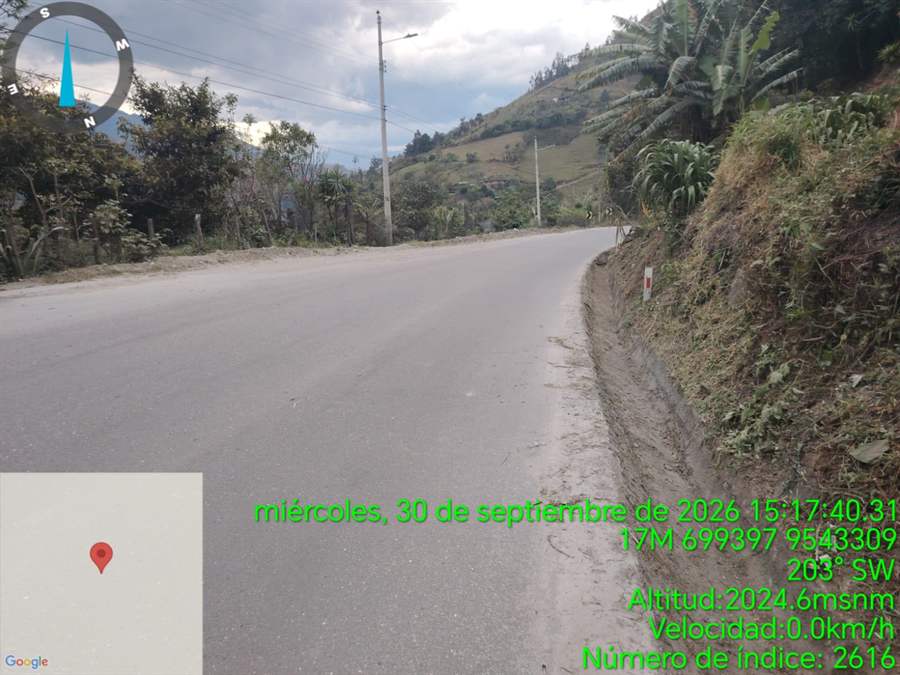 S
W
E
N
miércoles, 30 de septiembre de 2026 15:17:40.31
17M 699397 9543309
203° SW
Altitud:2024.6msnm
Velocidad:0.0km/h
Número de índice: 2616
Google